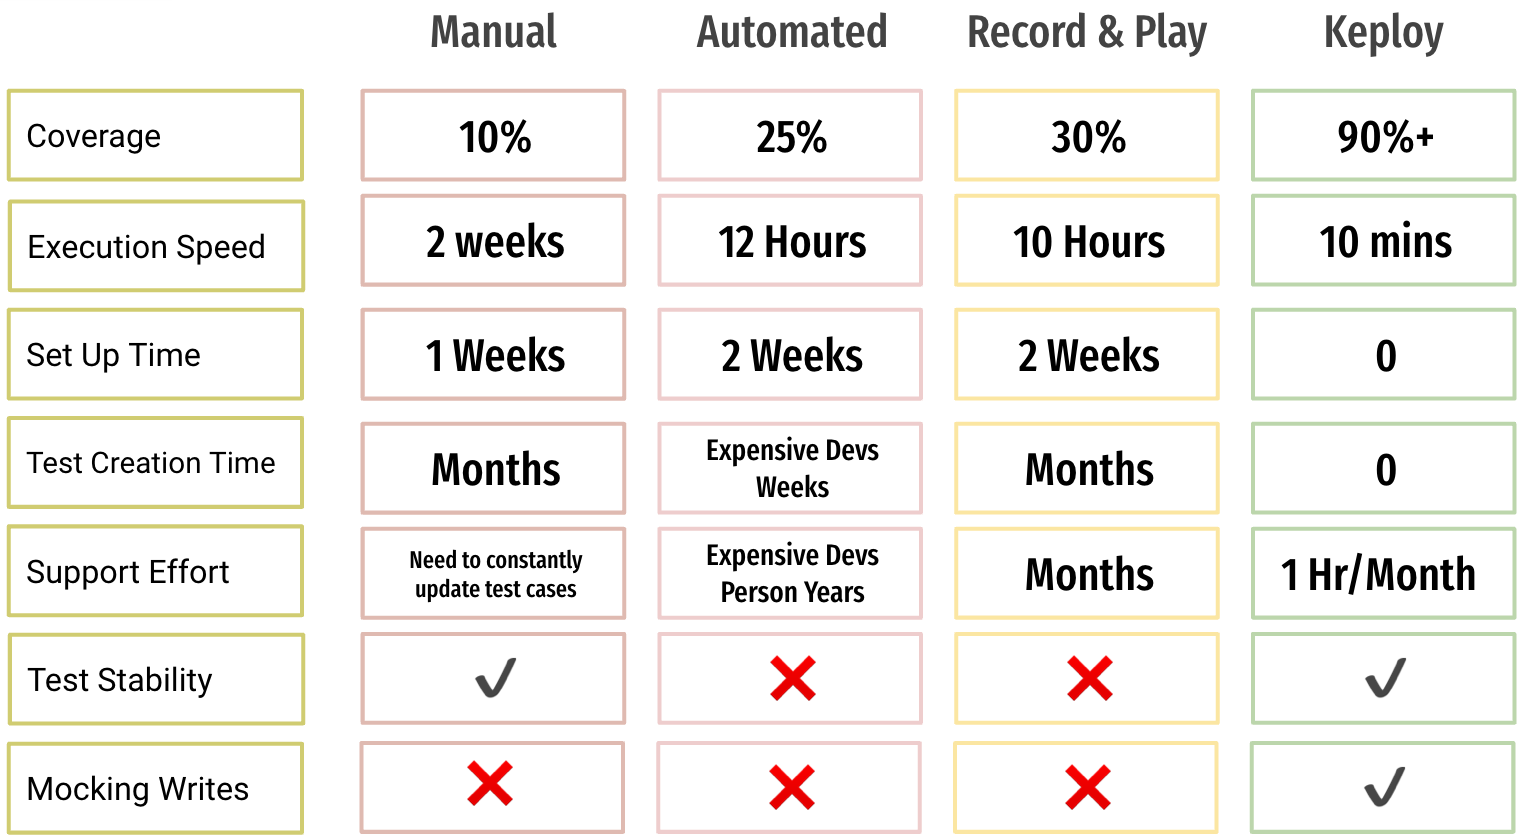 Manual Automated Record & Play Keploy
Coverage 10% 25% 30% 90%+
Execution Speed 2 weeks 12 Hours 10 Hours 10 mins
Set Up Time 1 Weeks 2 Weeks 2 Weeks 0
Test Creation Time Months Expensive Devs Weeks Months 0
Support Effort Need to constantly update test cases Expensive Devs Person Years Months 1 Hr/Month
Test Stability ✓ ❌ ❌ ✓
Mocking Writes ❌ ❌ ❌ ✓